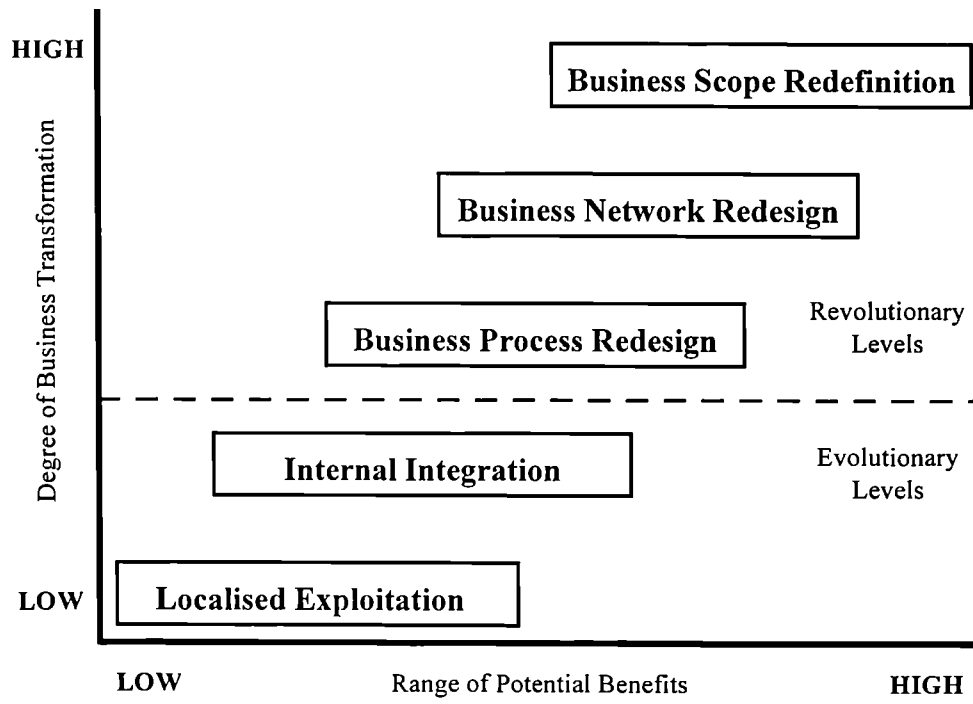 HIGH
Business Scope Redefinition
Degree of Business Transformation
Business Network Redesign
Revolutionary
Levels
Business Process Redesign
Internal Integration
Evolutionary
Levels
LOW
Localised Exploitation
LOW
Range of Potential Benefits
HIGH